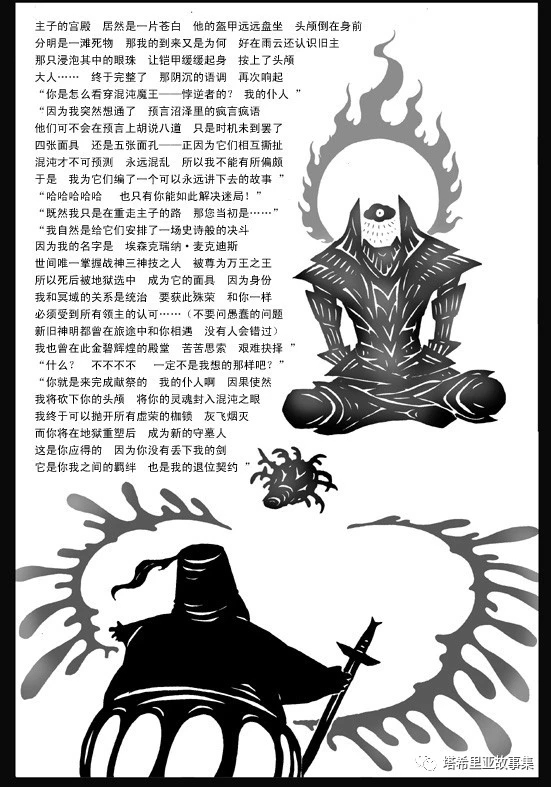 主子的宫殿 居然是一片苍白 他的盔甲远远盘坐 头颅倒在身前
分明是一滩死物 那我的到来又是为何 好在雨云还认识旧主
那只浸泡其中的眼珠 让铠甲缓缓起身 按上了头颅
大人…… 终于完整了 那阴沉的语调 再次响起
“你是怎么看穿混沌魔王——悖逆者的？ 我的仆人 ”
“因为我突然想通了 预言沼泽里的疯言疯语
他们可不会在预言上胡说八道 只是时机未到罢了
四张面具 还是五张面孔——正因为它们相互撕扯
混沌才不可预测 永远混乱 所以我不能有所偏颇
于是 我为它们编了一个可以永远讲下去的故事 ”
“哈哈哈哈哈 也只有你能如此解决迷局！”
“既然我只是在重走主子的路 那您当初是……”
“我自然是给它们安排了一场史诗般的决斗
因为我的名字是 埃森克瑞纳·麦克迪斯
世间唯一掌握战神三神技之人 被尊为万王之王
所以死后被地狱选中 成为它的面具 因为身份
我和冥域的关系是统治 要获此殊荣 和你一样
必须受到所有领主的认可……（不要问愚蠢的问题
新旧神明都曾在旅途中和你相遇 没有人会错过）
我也曾在此金碧辉煌的殿堂 苦苦思索 艰难抉择 ”
“什么？ 不不不不 一定不是我想的那样吧？”
“你就是来完成献祭的 我的仆人啊 因果使然
我将砍下你的头颅 将你的灵魂封入混沌之眼
我终于可以抛开所有虚荣的枷锁 灰飞烟灭
而你将在地狱重塑后 成为新的守墓人
这是你应得的 因为你没有丢下我的剑
它是你我之间的羁绊 也是我的退位契约 ”
塔希里亚故事集